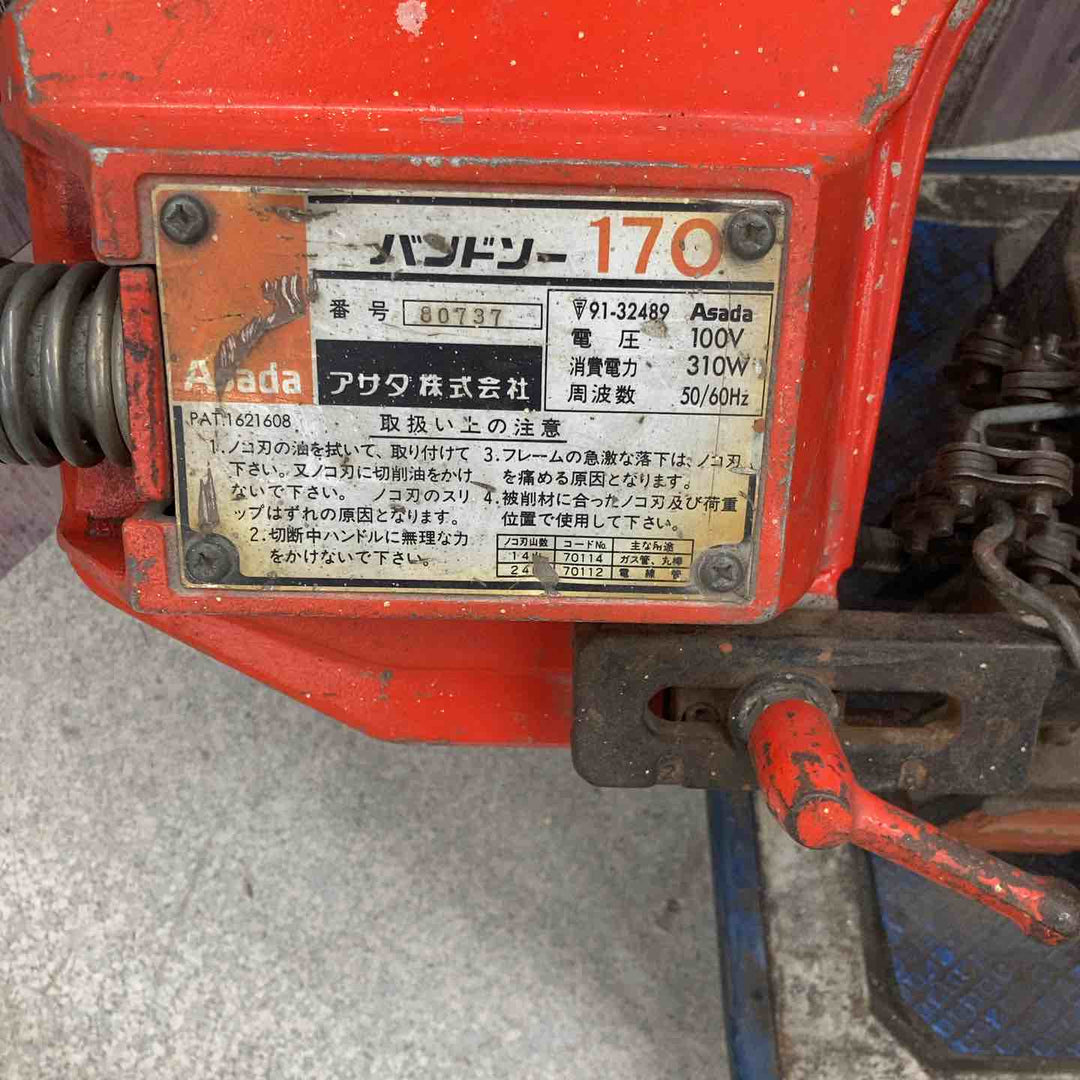 バンドソー 170
番号 80737
▽91-32489 Asada
電圧 100V
消費電力 310W
周波数 50/60Hz
Asada
アサダ株式会社
PAT.1621608
取扱い上の注意
1.ノコ刃の油を拭いて、取り付けて
下さい。又ノコ刃に切削油をかけ
ないで下さい。 ノコ刃のスリ
ップはずれの原因となります。
2.切断中ハンドルに無理な力
をかけないで下さい。
3.フレームの急激な落下は、ノコ刃
を痛める原因となります。
4.被削材に合ったノコ刃及び荷重
位置で使用して下さい。
ノコ刃山数 コードNo. 主な用途
14山 70114 ガス管、丸棒
24 70112 電線管